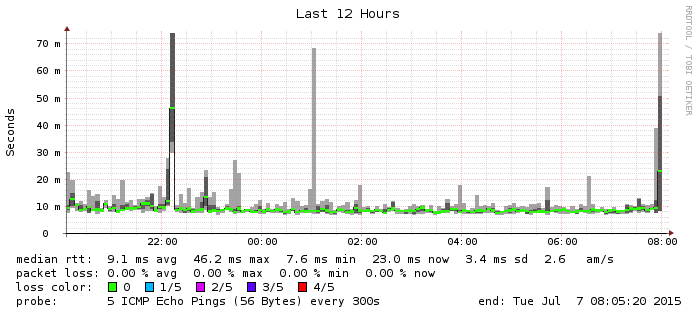 Last 12 Hours
RRDTOOL / TOBI OETIKER
Seconds
70 m
60 m
50 m
40 m
30 m
20 m
10 m
0
22:00 00:00 02:00 04:00 06:00 08:00
median rtt: 9.1 ms avg 46.2 ms max 7.6 ms min 23.0 ms now 3.4 ms sd 2.6 am/s
packet loss: 0.00 % avg 0.00 % max 0.00 % min 0.00 % now
loss color: 0 1/5 2/5 3/5 4/5
probe: 5 ICMP Echo Pings (56 Bytes) every 300s end: Tue Jul 7 08:05:20 2015